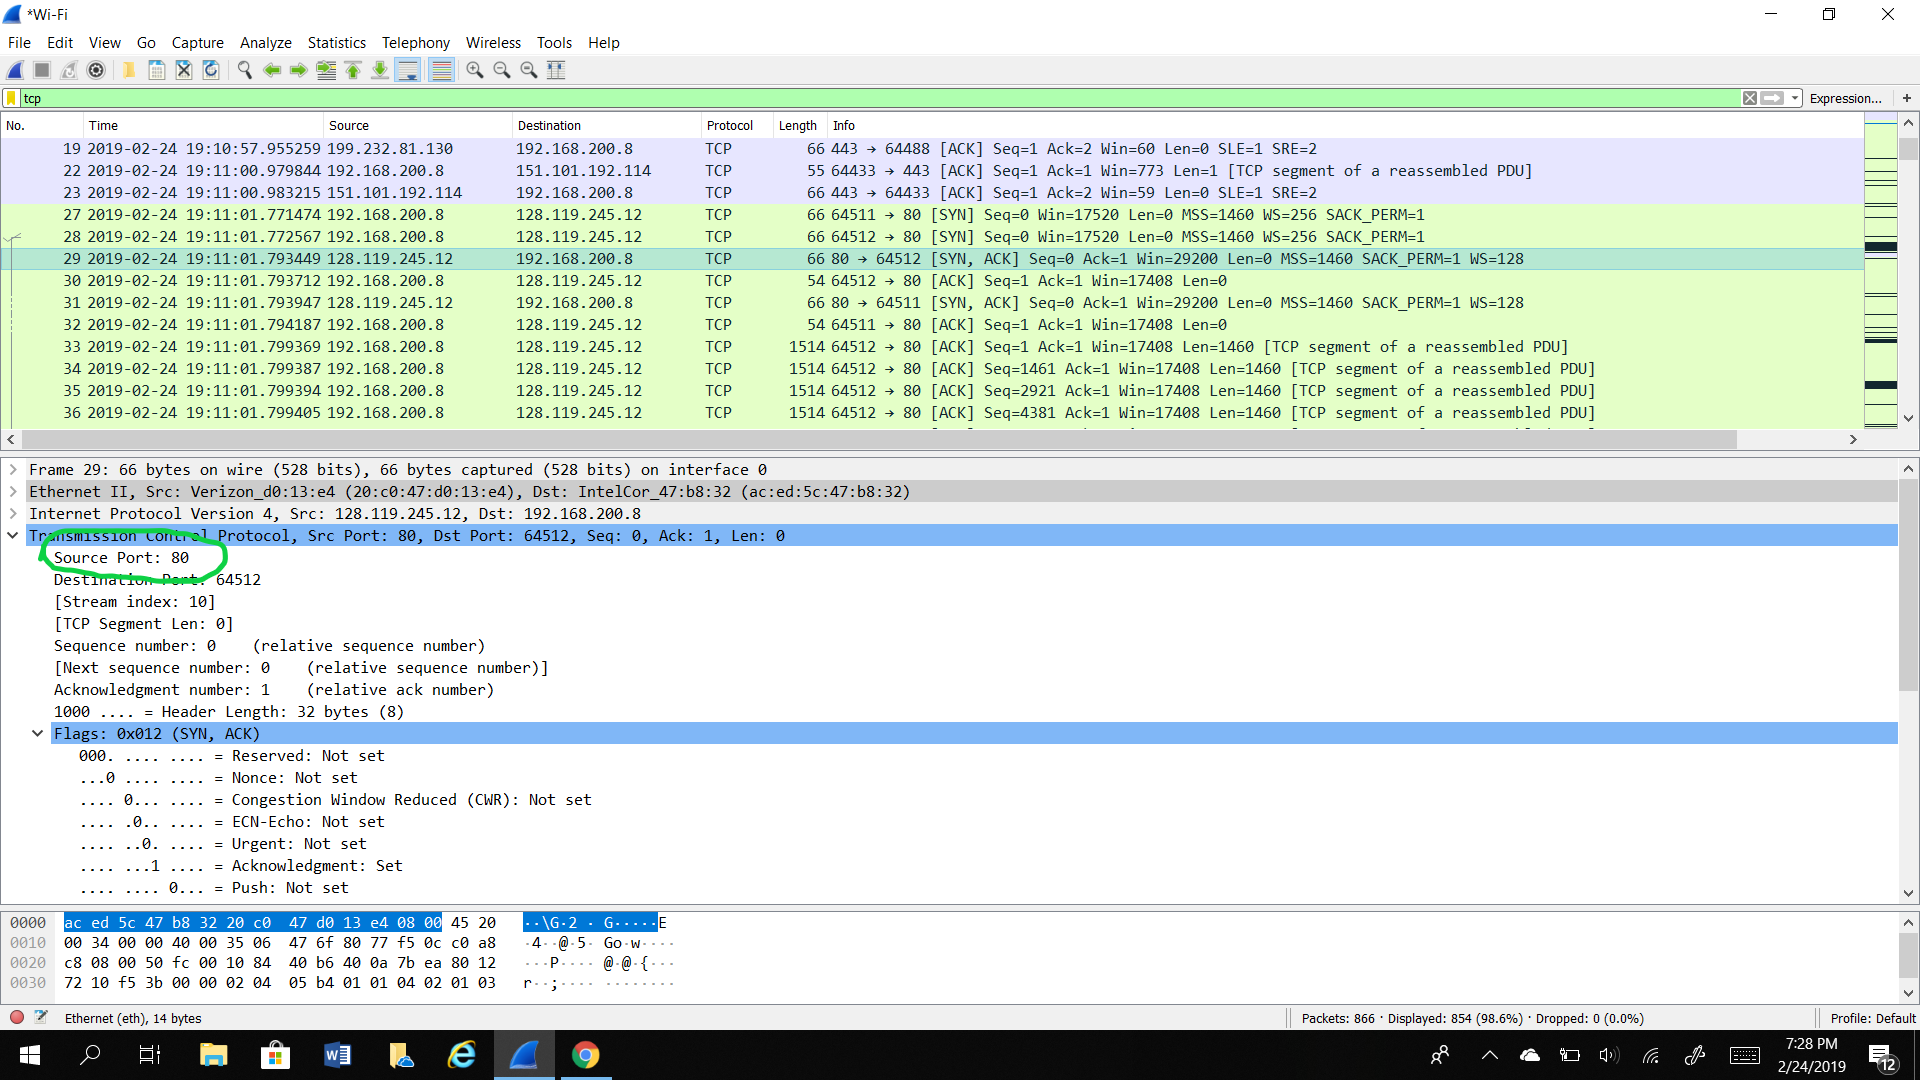 *Wi-Fi
File Edit View Go Capture Analyze Statistics Telephony Wireless Tools Help
tcp Expression... +
No. Time Source Destination Protocol Length Info
19 2019-02-24 19:10:57.955259 199.232.81.130 192.168.200.8 TCP 66 443 → 64488 [ACK] Seq=1 Ack=2 Win=60 Len=0 SLE=1 SRE=2
22 2019-02-24 19:11:00.979844 192.168.200.8 151.101.192.114 TCP 55 64433 → 443 [ACK] Seq=1 Ack=1 Win=773 Len=1 [TCP segment of a reassembled PDU]
23 2019-02-24 19:11:00.983215 151.101.192.114 192.168.200.8 TCP 66 443 → 64433 [ACK] Seq=1 Ack=2 Win=59 Len=0 SLE=1 SRE=2
27 2019-02-24 19:11:01.771474 192.168.200.8 128.119.245.12 TCP 66 64511 → 80 [SYN] Seq=0 Win=17520 Len=0 MSS=1460 WS=256 SACK_PERM=1
28 2019-02-24 19:11:01.772567 192.168.200.8 128.119.245.12 TCP 66 64512 → 80 [SYN] Seq=0 Win=17520 Len=0 MSS=1460 WS=256 SACK_PERM=1
29 2019-02-24 19:11:01.793449 128.119.245.12 192.168.200.8 TCP 66 80 → 64512 [SYN, ACK] Seq=0 Ack=1 Win=29200 Len=0 MSS=1460 SACK_PERM=1 WS=128
30 2019-02-24 19:11:01.793712 192.168.200.8 128.119.245.12 TCP 54 64512 → 80 [ACK] Seq=1 Ack=1 Win=17408 Len=0
31 2019-02-24 19:11:01.793947 128.119.245.12 192.168.200.8 TCP 66 80 → 64511 [SYN, ACK] Seq=0 Ack=1 Win=29200 Len=0 MSS=1460 SACK_PERM=1 WS=128
32 2019-02-24 19:11:01.794187 192.168.200.8 128.119.245.12 TCP 54 64511 → 80 [ACK] Seq=1 Ack=1 Win=17408 Len=0
33 2019-02-24 19:11:01.799369 192.168.200.8 128.119.245.12 TCP 1514 64512 → 80 [ACK] Seq=1 Ack=1 Win=17408 Len=1460 [TCP segment of a reassembled PDU]
34 2019-02-24 19:11:01.799387 192.168.200.8 128.119.245.12 TCP 1514 64512 → 80 [ACK] Seq=1461 Ack=1 Win=17408 Len=1460 [TCP segment of a reassembled PDU]
35 2019-02-24 19:11:01.799394 192.168.200.8 128.119.245.12 TCP 1514 64512 → 80 [ACK] Seq=2921 Ack=1 Win=17408 Len=1460 [TCP segment of a reassembled PDU]
36 2019-02-24 19:11:01.799405 192.168.200.8 128.119.245.12 TCP 1514 64512 → 80 [ACK] Seq=4381 Ack=1 Win=17408 Len=1460 [TCP segment of a reassembled PDU]
Frame 29: 66 bytes on wire (528 bits), 66 bytes captured (528 bits) on interface 0
Ethernet II, Src: Verizon_d0:13:e4 (20:c0:47:d0:13:e4), Dst: IntelCor_47:b8:32 (ac:ed:5c:47:b8:32)
Internet Protocol Version 4, Src: 128.119.245.12, Dst: 192.168.200.8
Transmission Control Protocol, Src Port: 80, Dst Port: 64512, Seq: 0, Ack: 1, Len: 0
Source Port: 80
Destination Port: 64512
[Stream index: 10]
[TCP Segment Len: 0]
Sequence number: 0 (relative sequence number)
[Next sequence number: 0 (relative sequence number)]
Acknowledgment number: 1 (relative ack number)
1000 .... = Header Length: 32 bytes (8)
Flags: 0x012 (SYN, ACK)
000. .... .... = Reserved: Not set
...0 .... .... = Nonce: Not set
.... 0... .... = Congestion Window Reduced (CWR): Not set
.... .0.. .... = ECN-Echo: Not set
.... ..0. .... = Urgent: Not set
.... ...1 .... = Acknowledgment: Set
.... .... 0... = Push: Not set
0000 ac ed 5c 47 b8 32 20 c0 47 d0 13 e4 08 00 45 20 ··\G·2 · G·····E
0010 00 34 00 00 40 00 35 06 47 6f 80 77 f5 0c c0 a8 ·4··@·5· Go·w····
0020 c8 08 00 50 fc 00 10 84 40 b6 40 0a 7b ea 80 12 ···P···· @·@·{···
0030 72 10 f5 3b 00 00 02 04 05 b4 01 01 04 02 01 03 r··;···· ········
Ethernet (eth), 14 bytes Packets: 866 · Displayed: 854 (98.6%) · Dropped: 0 (0.0%) Profile: Default
7:28 PM
2/24/2019
12